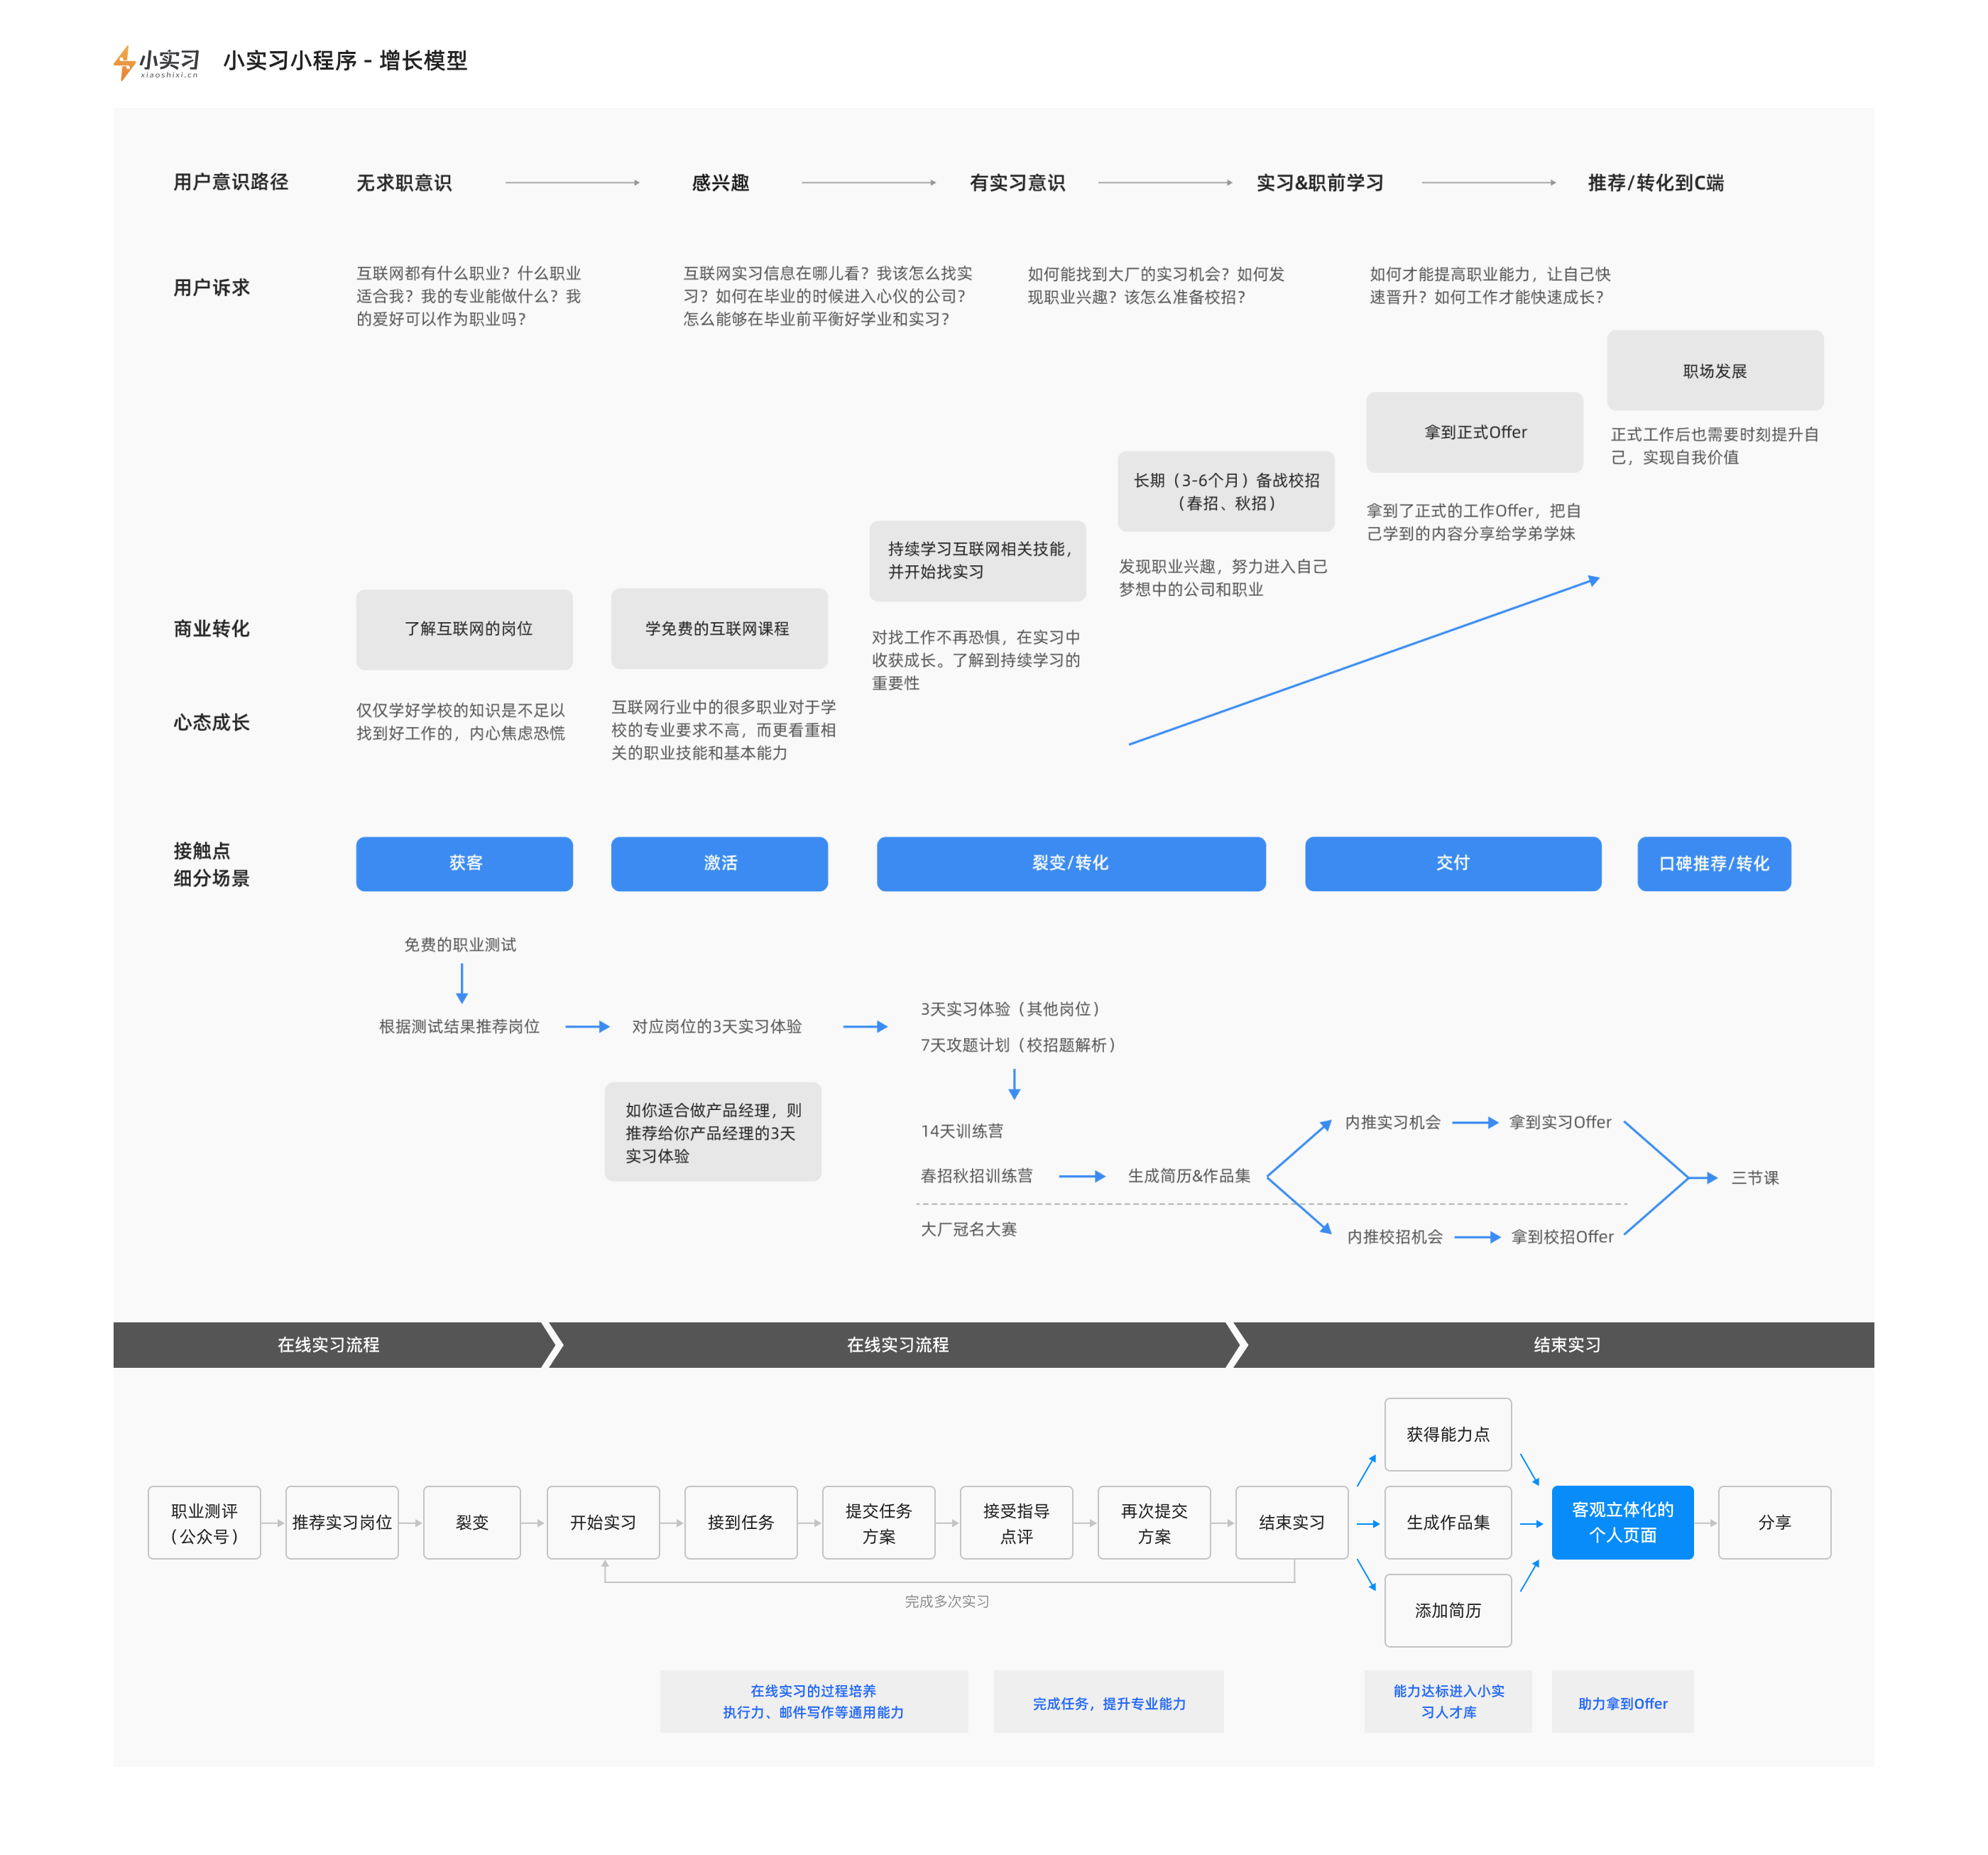 小实习
xiaoshixi.cn
小实习小程序 - 增长模型
用户意识路径
无求职意识
感兴趣
有实习意识
实习&职前学习
推荐/转化到C端
用户诉求
互联网都有什么职业？什么职业
适合我？我的专业能做什么？我
的爱好可以作为职业吗？
互联网实习信息在哪儿看？我该怎么找实
习？如何在毕业的时候进入心仪的公司？
怎么能够在毕业前平衡好学业和实习？
如何能找到大厂的实习机会？如何发
现职业兴趣？该怎么准备校招？
如何才能提高职业能力，让自己快
速晋升？如何工作才能快速成长？
商业转化
了解互联网的岗位
学免费的互联网课程
持续学习互联网相关技能，
并开始找实习
长期（3-6个月）备战校招
（春招、秋招）
拿到正式Offer
职场发展
心态成长
仅仅学好学校的知识是不足以
找到好工作的，内心焦虑恐慌
互联网行业中的很多职业对于学
校的专业要求不高，而更看重相
关的职业技能和基本能力
对找工作不再恐惧，在实习中
收获成长。了解到持续学习的
重要性
发现职业兴趣，努力进入自己
梦想中的公司和职业
拿到了正式的工作Offer，把自
己学到的内容分享给学弟学妹
正式工作后也需要时刻提升自
己，实现自我价值
接触点
细分场景
获客
激活
裂变/转化
交付
口碑推荐/转化
免费的职业测试
根据测试结果推荐岗位
对应岗位的3天实习体验
如你适合做产品经理，则
推荐给你产品经理的3天
实习体验
3天实习体验（其他岗位）
7天攻题计划（校招题解析）
14天训练营
春招秋招训练营
大厂冠名大赛
生成简历&作品集
内推实习机会
拿到实习Offer
内推校招机会
拿到校招Offer
三节课
在线实习流程
在线实习流程
结束实习
职业测评
（公众号）
推荐实习岗位
裂变
开始实习
接到任务
提交任务
方案
接受指导
点评
再次提交
方案
结束实习
获得能力点
生成作品集
添加简历
客观立体化的
个人页面
分享
完成多次实习
在线实习的过程培养
执行力、邮件写作等通用能力
完成任务，提升专业能力
能力达标进入小实
习人才库
助力拿到Offer